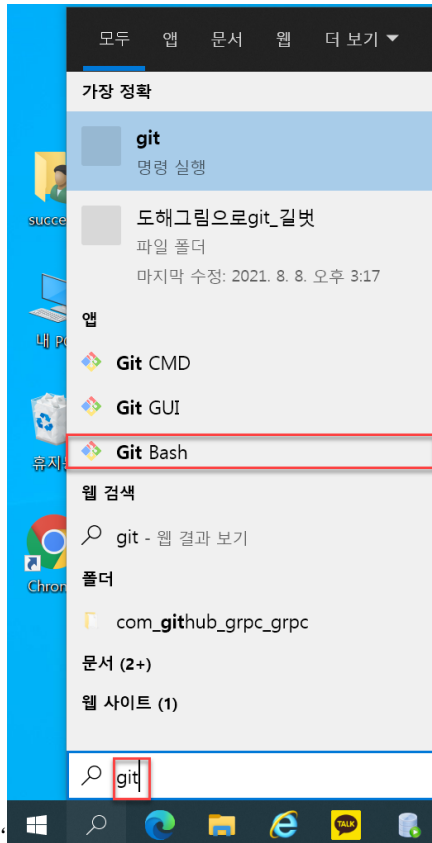 모두 앱 문서 웹 더 보기
가장 정확
git
명령 실행
도해그림으로git_길벗
파일 폴더
마지막 수정: 2021. 8. 8. 오후 3:17
앱
Git CMD
Git GUI
Git Bash
웹 검색
git - 웹 결과 보기
폴더
com_github_grpc_grpc
문서 (2+)
웹 사이트 (1)
git
succe
내 P
휴지
Chron
TALK